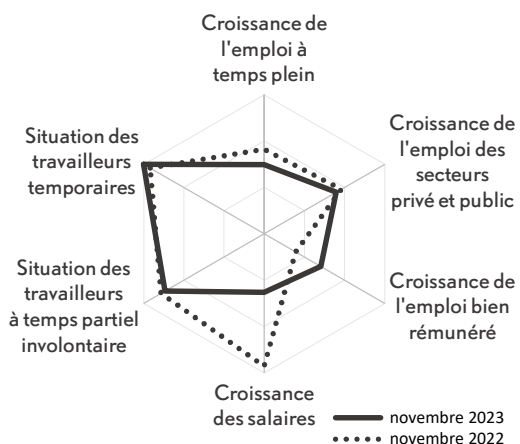 Croissance de
l'emploi à
temps plein
Croissance de
l'emploi des
secteurs
privé et public
Croissance de
l'emploi bien
rémunéré
Croissance
des salaires
Situation des
travailleurs
à temps partiel
involontaire
Situation des
travailleurs
temporaires
novembre 2023
novembre 2022